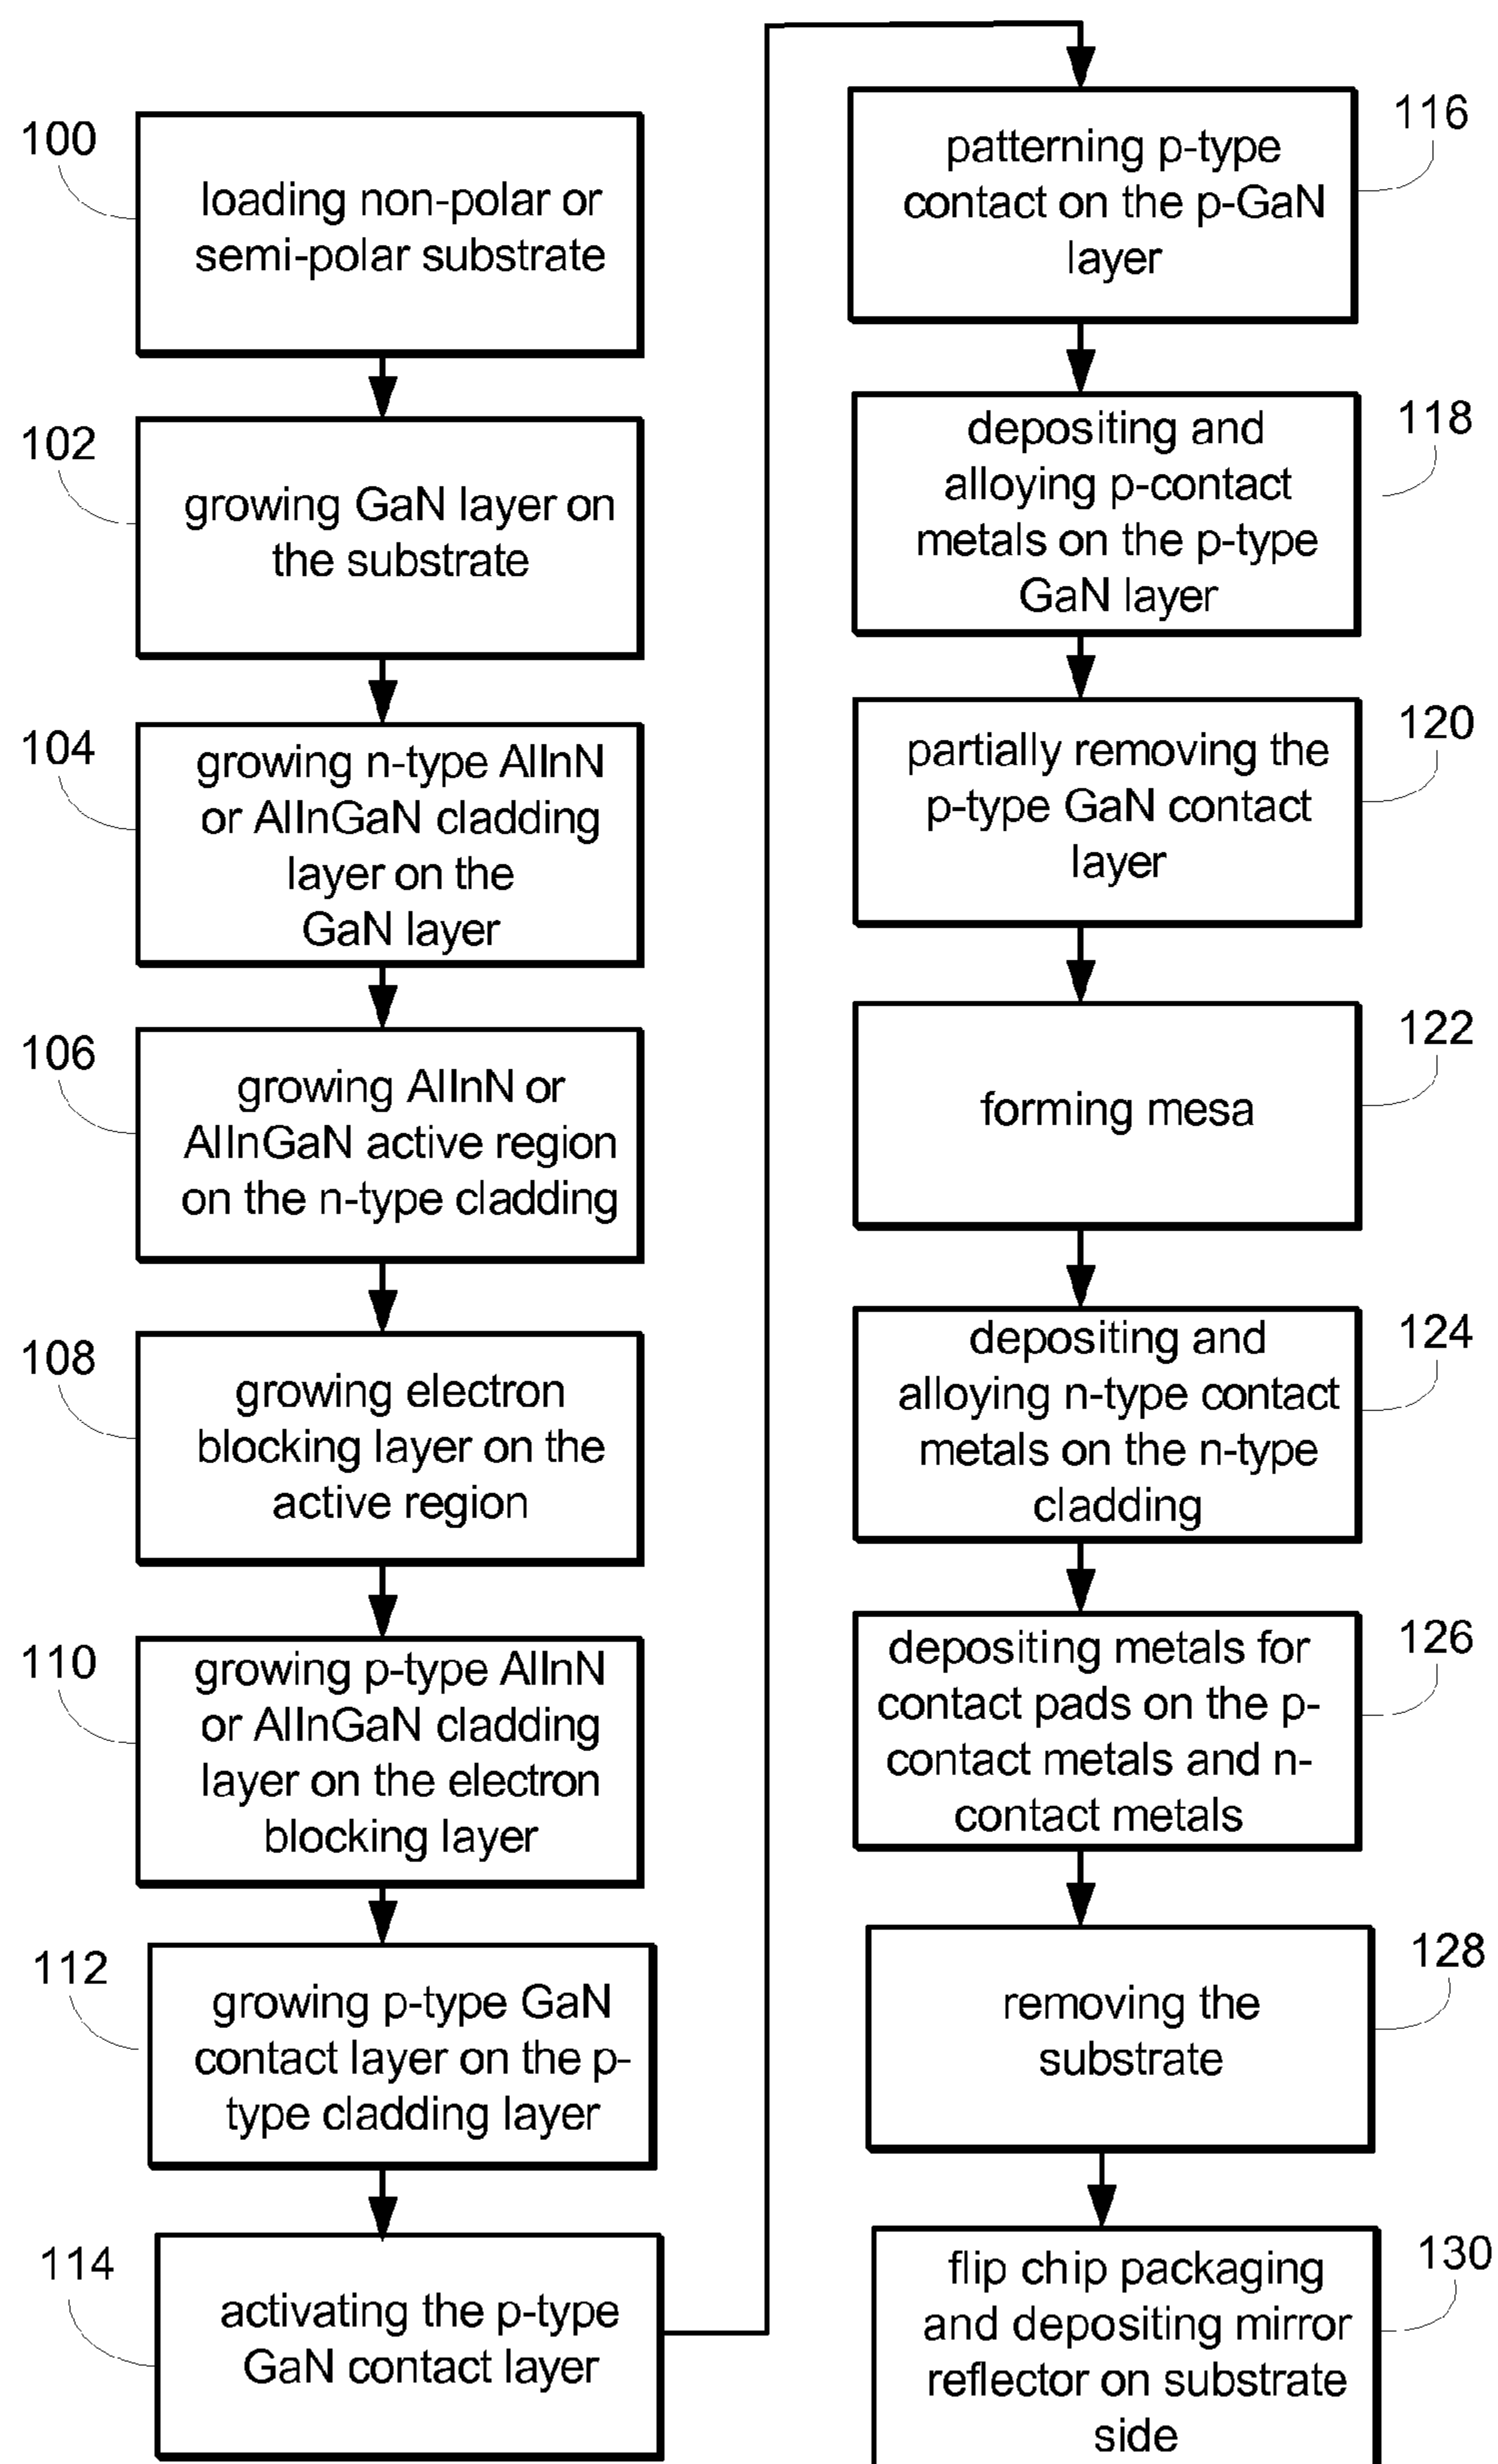 100
loading non-polar or
semi-polar substrate
102
growing GaN layer on
the substrate
104
growing n-type AlInN
or AlInGaN cladding
layer on the
GaN layer
106
growing AlInN or
AlInGaN active region
on the n-type cladding
108
growing electron
blocking layer on the
active region
110
growing p-type AlInN
or AlInGaN cladding
layer on the electron
blocking layer
112
growing p-type GaN
contact layer on the p-
type cladding layer
114
activating the p-type
GaN contact layer
116
patterning p-type
contact on the p-GaN
layer
118
depositing and
alloying p-contact
metals on the p-type
GaN layer
120
partially removing the
p-type GaN contact
layer
122
forming mesa
124
depositing and
alloying n-type contact
metals on the n-type
cladding
126
depositing metals for
contact pads on the p-
contact metals and n-
contact metals
128
removing the
substrate
130
flip chip packaging
and depositing mirror
reflector on substrate
side